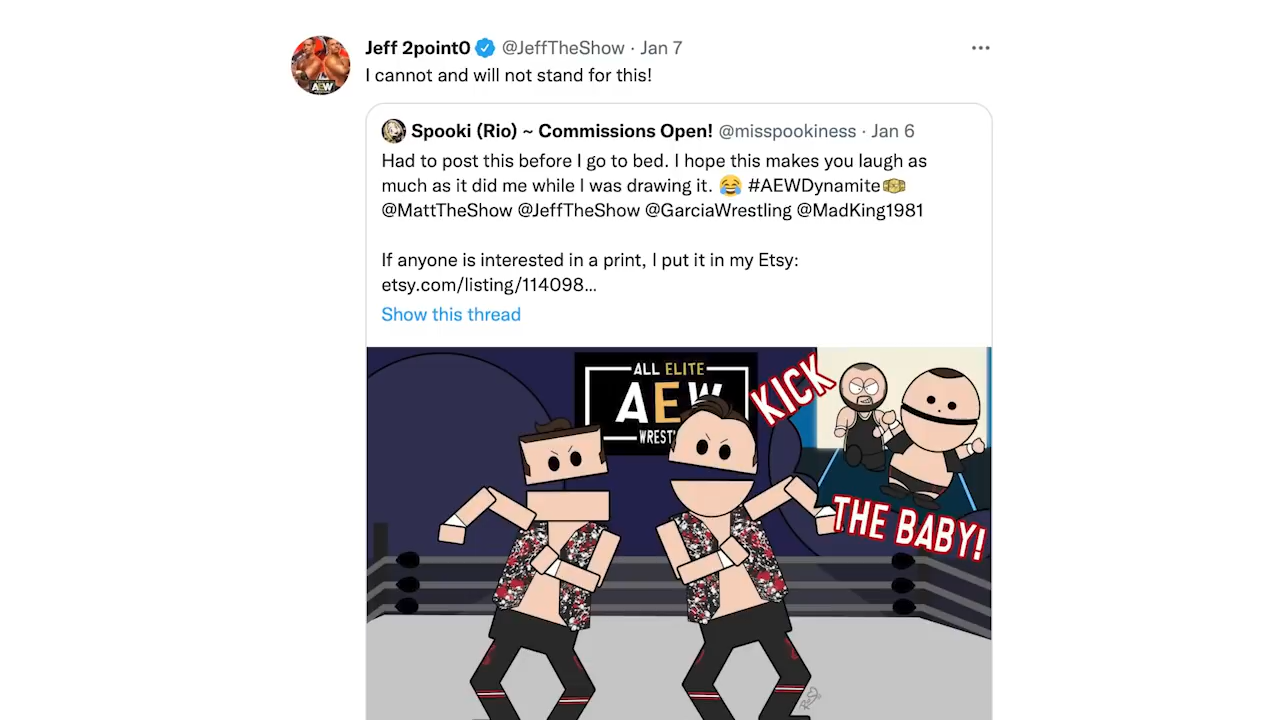 Jeff 2point0 @JeffTheShow · Jan 7
I cannot and will not stand for this!
AEW
Spooki (Rio) ~ Commissions Open! @misspookiness · Jan 6
Had to post this before I go to bed. I hope this makes you laugh as
much as it did me while I was drawing it. 😂 #AEWDynamite
@MattTheShow @JeffTheShow @GarciaWrestling @MadKing1981
If anyone is interested in a print, I put it in my Etsy:
etsy.com/listing/114098...
Show this thread
ALL ELITE
AEW
WREST
KICK
THE BABY!